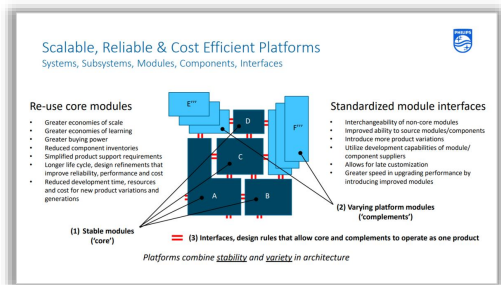 PHILIPS
Scalable, Reliable & Cost Efficient Platforms
Systems, Subsystems, Modules, Components, Interfaces
Re-use core modules
• Greater economies of scale
• Greater economies of learning
• Greater buying power
• Reduced component inventories
• Simplified product support requirements
• Longer life cycle, design refinements that
improve reliability, performance and cost
• Reduced development time, resources
and cost for new product variations and
generations
E'''
D
F'''
C
A
B
Standardized module interfaces
• Interchangeability of non-core modules
• Improved ability to source modules/components
• Introduce more product variations
• Utilize development capabilities of module/
component suppliers
• Allows for late customization
• Greater speed in upgrading performance by
introducing improved modules
(2) Varying platform modules
('complements')
(1) Stable modules
('core')
(3) Interfaces, design rules that allow core and complements to operate as one product
Platforms combine stability and variety in architecture